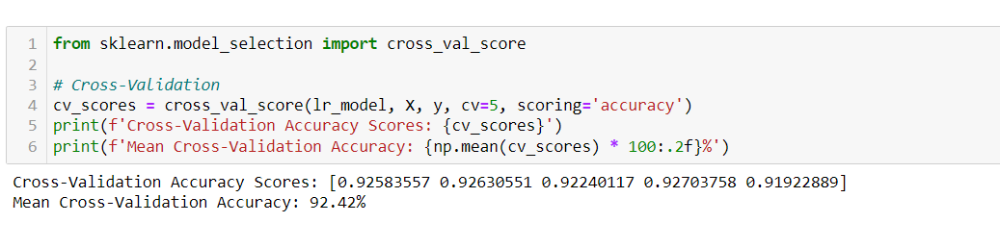 1 from sklearn.model_selection import cross_val_score
2
3 # Cross-Validation
4 cv_scores = cross_val_score(lr_model, X, y, cv=5, scoring='accuracy')
5 print(f'Cross-Validation Accuracy Scores: {cv_scores}')
6 print(f'Mean Cross-Validation Accuracy: {np.mean(cv_scores) * 100:.2f}%')
Cross-Validation Accuracy Scores: [0.92583557 0.92630551 0.92240117 0.92703758 0.91922889]
Mean Cross-Validation Accuracy: 92.42%